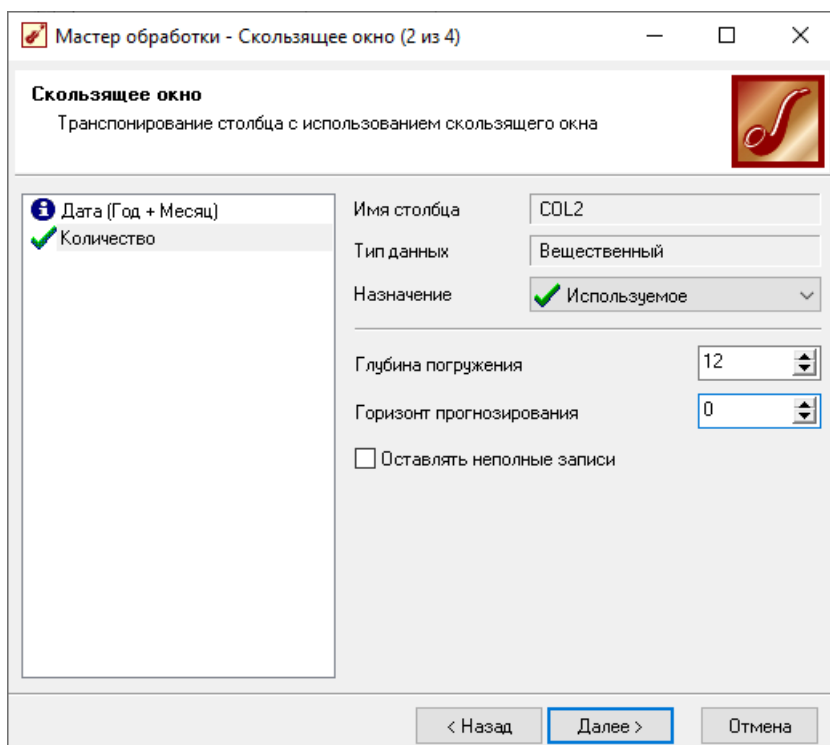 Мастер обработки - Скользящее окно (2 из 4)
Скользящее окно
Транспонирование столбца с использованием скользящего окна
Дата (Год + Месяц)
Количество
Имя столбца COL2
Тип данных Вещественный
Назначение Используемое
Глубина погружения 12
Горизонт прогнозирования 0
Оставлять неполные записи
< Назад Далее > Отмена